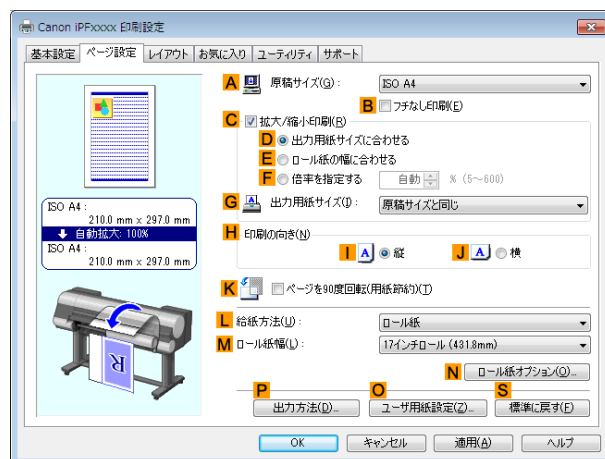 Canon iPFxxxx 印刷設定
基本設定 ページ設定 レイアウト お気に入り ユーティリティ サポート
A 原稿サイズ(G) : ISO A4
B フチなし印刷(E)
C 拡大/縮小印刷(R)
D 出力用紙サイズに合わせる
E ロール紙の幅に合わせる
F 倍率を指定する 自動 % (5～600)
G 出力用紙サイズ(I) : 原稿サイズと同じ
ISO A4 :
210.0 mm x 297.0 mm
自動拡大: 100%
ISO A4 :
210.0 mm x 297.0 mm
H 印刷の向き(N)
I A 縦 J A 横
K ページを90度回転(用紙節約)(T)
L 給紙方法(U) : ロール紙
M ロール紙幅(L) : 17インチロール (431.8mm)
R
N ロール紙オプション(O)...
P O S
出力方法(D)... ユーザ用紙設定(Z)... 標準に戻す(F)
OK キャンセル 適用(A) ヘルプ